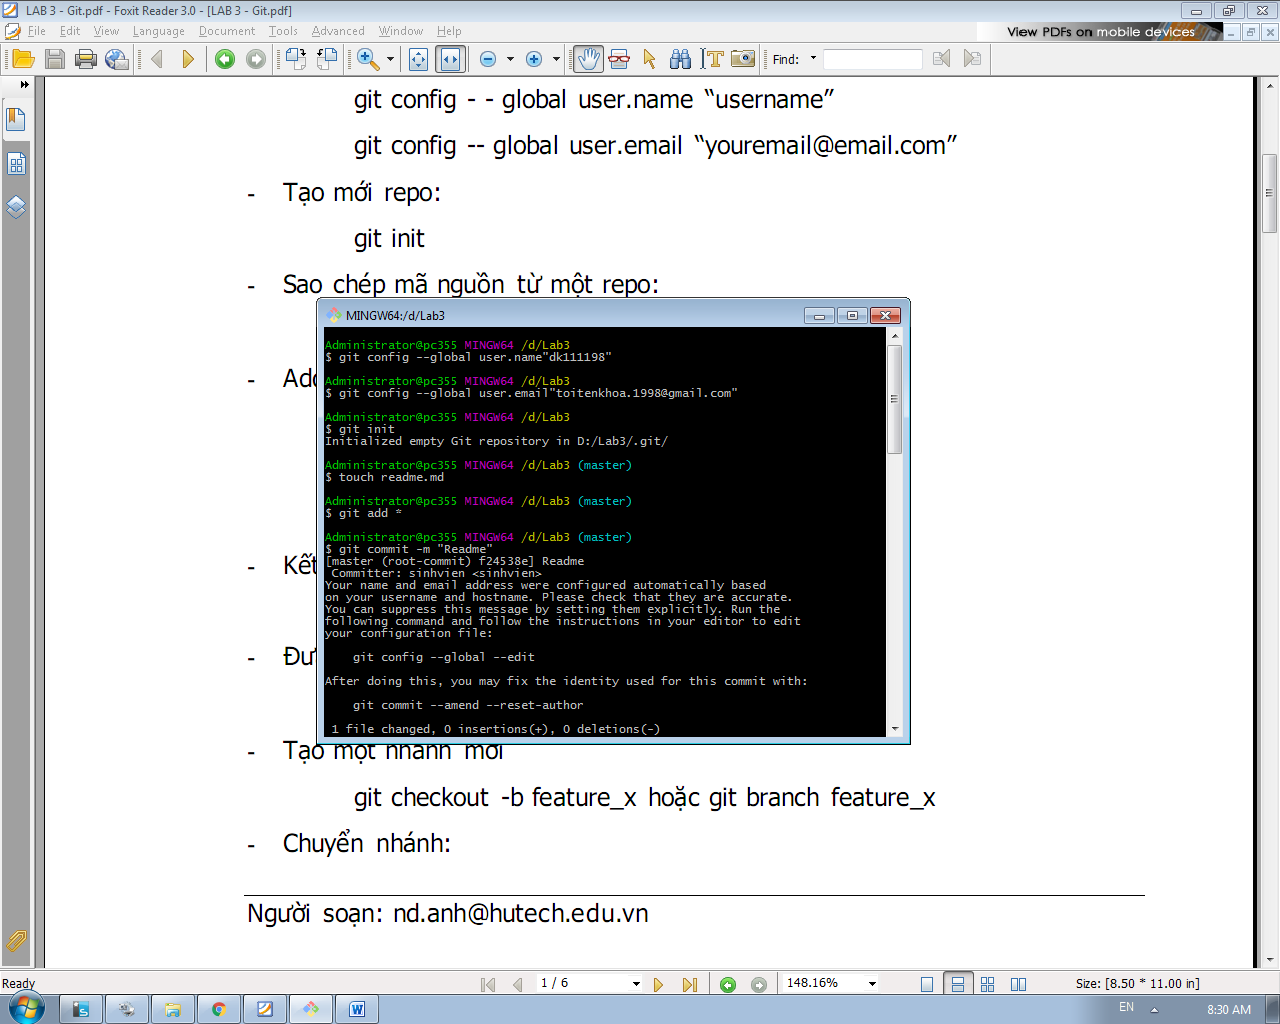 LAB 3 - Git.pdf - Foxit Reader 3.0 - [LAB 3 - Git.pdf]
File Edit View Language Document Tools Advanced Window Help
View PDFs on mobile devices
Find:
git config - - global user.name “username”
git config -- global user.email “youremail@email.com”
- Tạo mới repo:
git init
- Sao chép mã nguồn từ một repo:
MINGW64:/d/Lab3
Administrator@pc355 MINGW64 /d/Lab3
$ git config --global user.name"dk111198"
Administrator@pc355 MINGW64 /d/Lab3
$ git config --global user.email"toitenkhoa.1998@gmail.com"
Administrator@pc355 MINGW64 /d/Lab3
$ git init
Initialized empty Git repository in D:/Lab3/.git/
Administrator@pc355 MINGW64 /d/Lab3 (master)
$ touch readme.md
Administrator@pc355 MINGW64 /d/Lab3 (master)
$ git add *
Administrator@pc355 MINGW64 /d/Lab3 (master)
$ git commit -m "Readme"
[master (root-commit) f24538e] Readme
Committer: sinhvien <sinhvien>
Your name and email address were configured automatically based
on your username and hostname. Please check that they are accurate.
You can suppress this message by setting them explicitly. Run the
following command and follow the instructions in your editor to edit
your configuration file:
git config --global --edit
After doing this, you may fix the identity used for this commit with:
git commit --amend --reset-author
1 file changed, 0 insertions(+), 0 deletions(-)
- Kết
- Tạo một nhánh mới
git checkout -b feature_x hoặc git branch feature_x
- Chuyển nhánh:
Người soạn: nd.anh@hutech.edu.vn
Ready
1 / 6
148.16%
Size: [8.50 * 11.00 in]
EN
8:30 AM